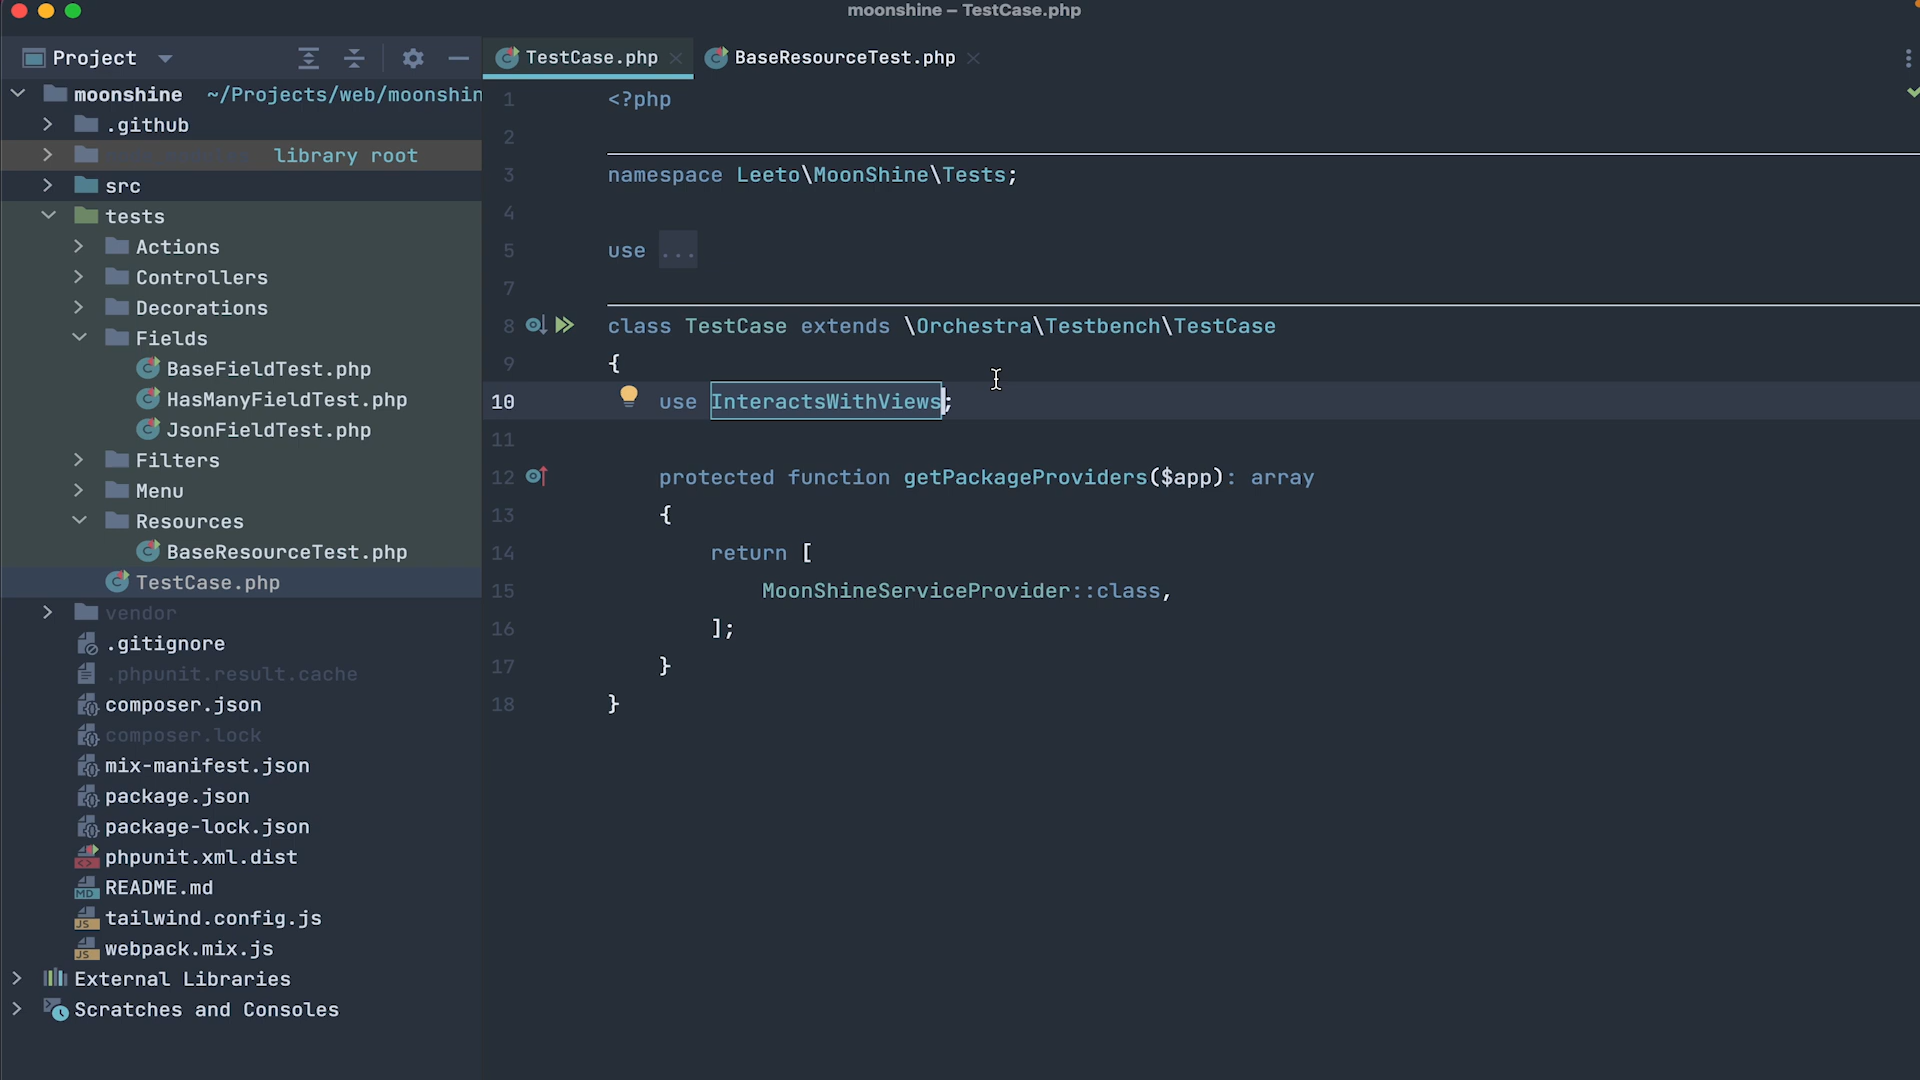 moonshine – TestCase.php
Project
TestCase.php
BaseResourceTest.php
moonshine ~/Projects/web/moonshin
.github
library root
src
tests
Actions
Controllers
Decorations
Fields
BaseFieldTest.php
HasManyFieldTest.php
JsonFieldTest.php
Filters
Menu
Resources
BaseResourceTest.php
TestCase.php
vendor
.gitignore
.phpunit.result.cache
composer.json
composer.lock
mix-manifest.json
package.json
package-lock.json
phpunit.xml.dist
README.md
tailwind.config.js
webpack.mix.js
External Libraries
Scratches and Consoles
1 <?php
2
3 namespace Leeto\MoonShine\Tests;
4
5 use ...
7
8 class TestCase extends \Orchestra\Testbench\TestCase
9 {
10 use InteractsWithViews;
11
12 protected function getPackageProviders($app): array
13 {
14 return [
15 MoonShineServiceProvider::class,
16 ];
17 }
18 }